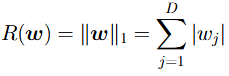 R(w) = ‖w‖₁ = ∑_{j=1}^{D} |w_j|